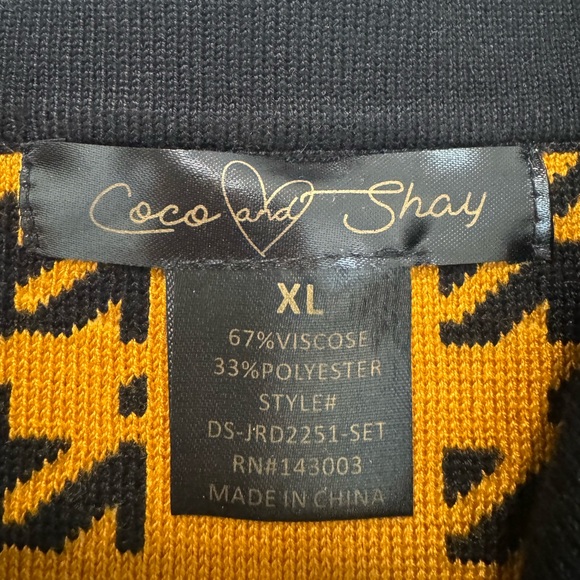 Coco and Shay
XL
67%VISCOSE
33%POLYESTER
STYLE#
DS-JRD2251-SET
RN#143003
MADE IN CHINA